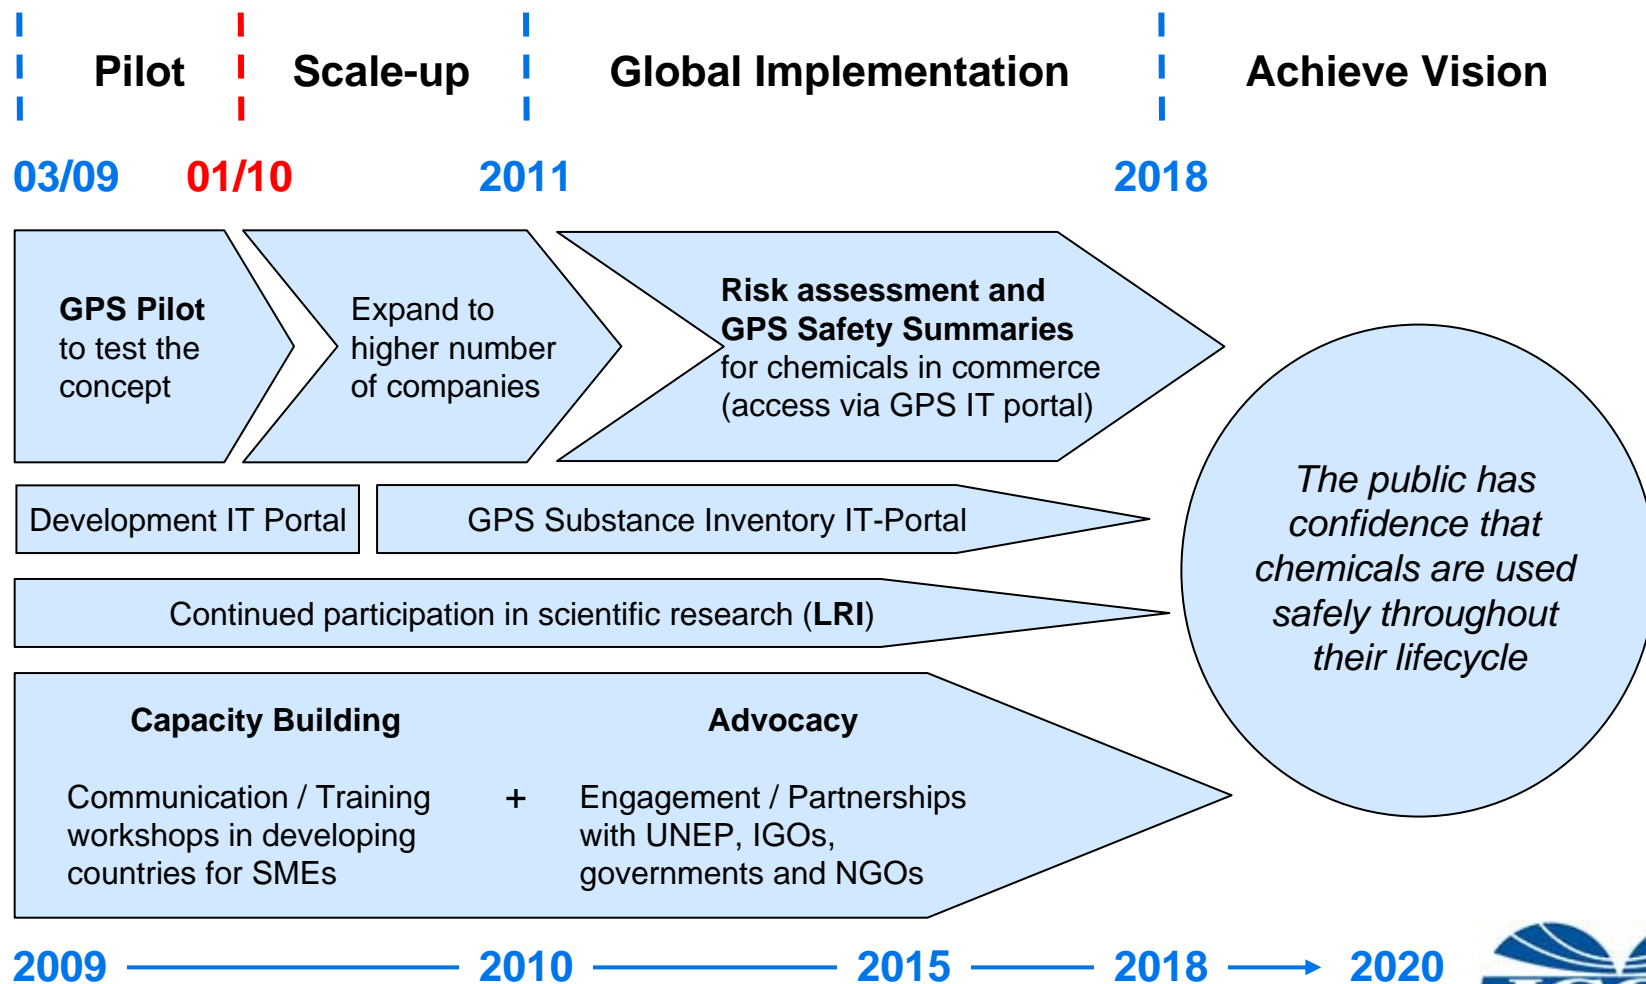 Pilot Scale-up Global Implementation Achieve Vision
03/09 01/10 2011 2018
GPS Pilot
to test the
concept
Expand to
higher number
of companies
Risk assessment and
GPS Safety Summaries
for chemicals in commerce
(access via GPS IT portal)
Development IT Portal
GPS Substance Inventory IT-Portal
Continued participation in scientific research (LRI)
Capacity Building
Communication / Training
workshops in developing
countries for SMEs
+
Advocacy
Engagement / Partnerships
with UNEP, IGOs,
governments and NGOs
The public has
confidence that
chemicals are used
safely throughout
their lifecycle
2009 2010 2015 2018 2020